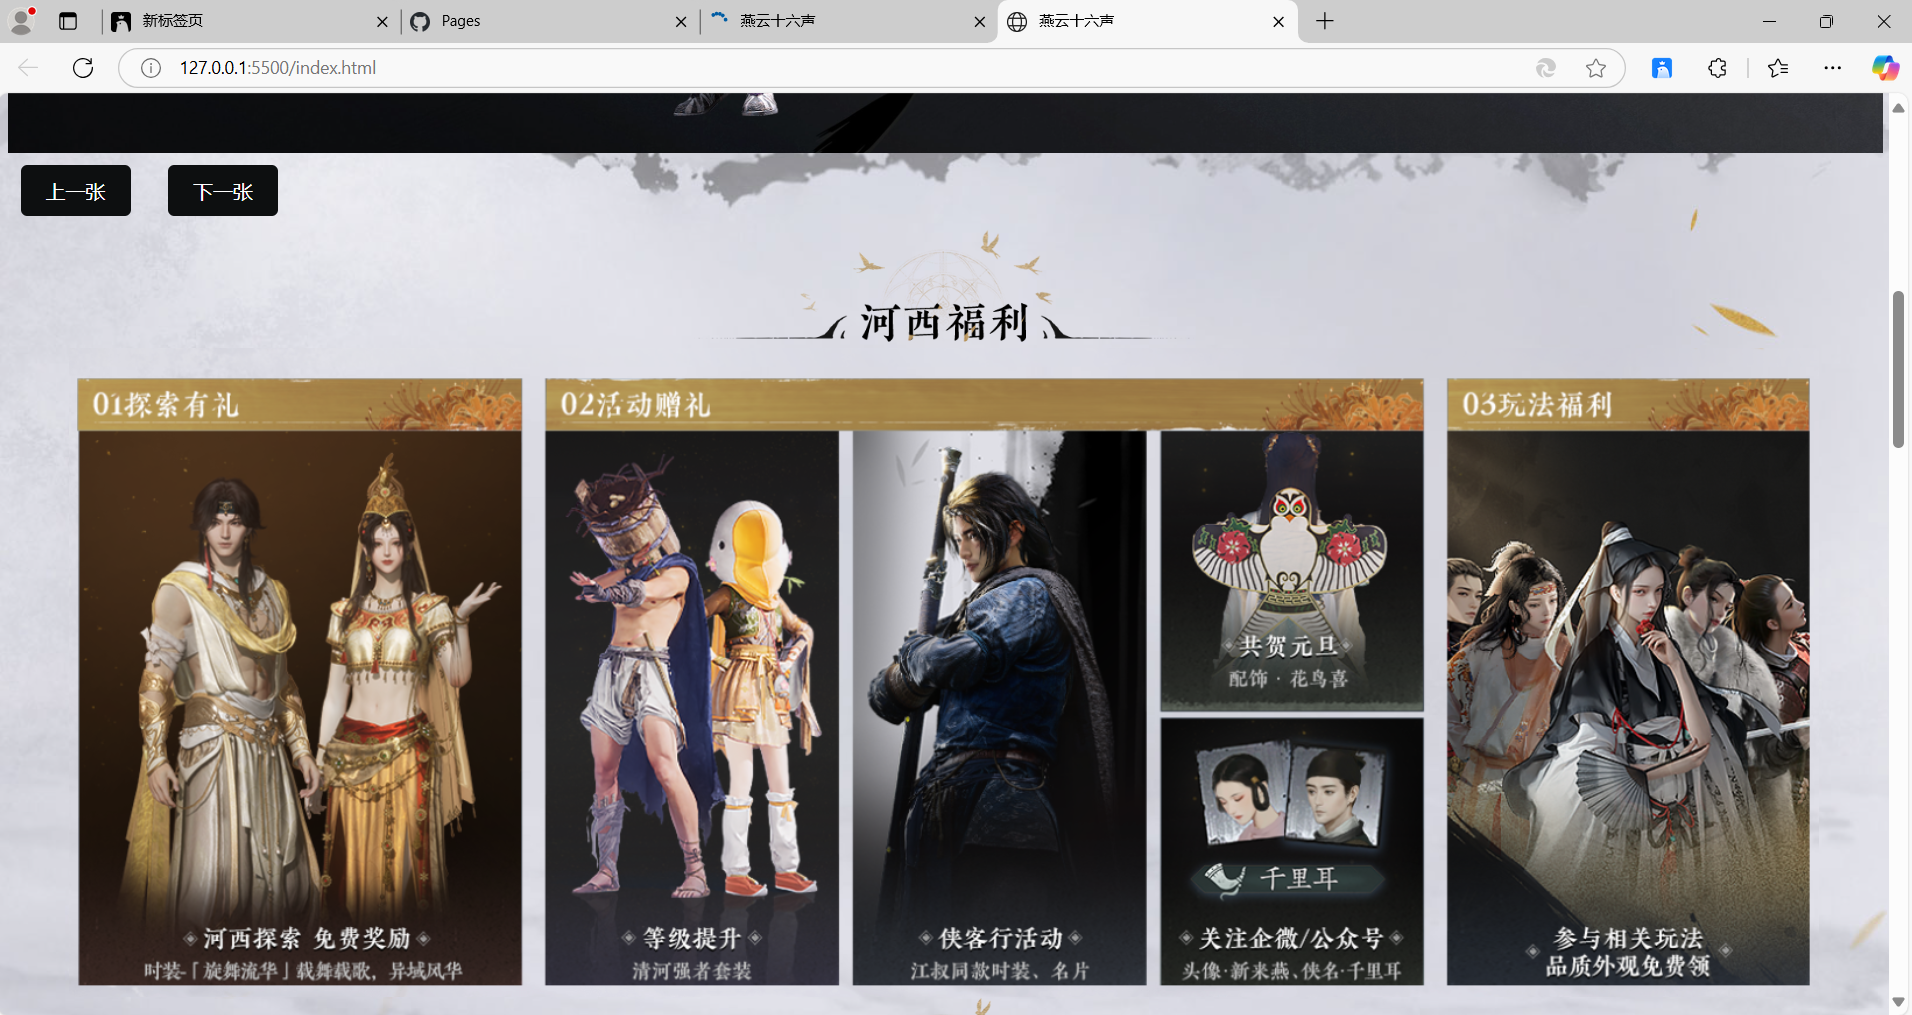 新标签页
Pages
燕云十六声
燕云十六声
127.0.0.1:5500/index.html
上一张
下一张
河西福利
01探索有礼
02活动赠礼
03玩法福利
共贺元旦
配饰 · 花鸟喜
千里耳
河西探索 免费奖励
时装-「旋舞流华」载舞载歌，异域风华
等级提升
清河强者套装
侠客行活动
江叔同款时装、名片
关注企微/公众号
头像·新来燕、侠名·千里耳
参与相关玩法
品质外观免费领